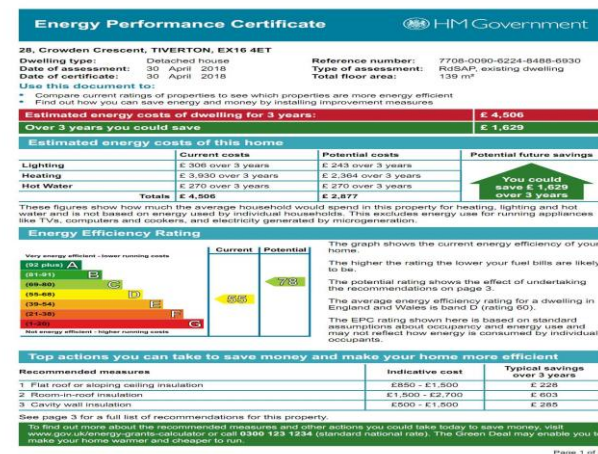 Energy Performance Certificate
HM Government
28, Crowden Crescent, TIVERTON, EX16 4ET
Dwelling type: Detached house
Reference number: 7708-0090-6224-8488-6930
Date of assessment: 30 April 2018
Type of assessment: RdSAP, existing dwelling
Date of certificate: 30 April 2018
Total floor area: 139 m²
Use this document to:
• Compare current ratings of properties to see which properties are more energy efficient
• Find out how you can save energy and money by installing improvement measures
Estimated energy costs of dwelling for 3 years: £ 4,506
Over 3 years you could save £ 1,629
Estimated energy costs of this home
Current costs Potential costs Potential future savings
Lighting £ 306 over 3 years £ 243 over 3 years
Heating £ 3,930 over 3 years £ 2,364 over 3 years
Hot Water £ 270 over 3 years £ 270 over 3 years
Totals £ 4,506 £ 2,877
You could
save £ 1,629
over 3 years
These figures show how much the average household would spend in this property for heating, lighting and hot
water and is not based on energy used by individual households. This excludes energy use for running appliances
like TVs, computers and cookers, and electricity generated by microgeneration.
Energy Efficiency Rating
Current Potential
Very energy efficient - lower running costs
(92 plus) A
(81-91) B
(69-80) C
(55-68) D
(39-54) E
(21-38) F
(1-20) G
Not energy efficient - higher running costs
55
78
The graph shows the current energy efficiency of your
home.
The higher the rating the lower your fuel bills are likely
to be.
The potential rating shows the effect of undertaking
the recommendations on page 3.
The average energy efficiency rating for a dwelling in
England and Wales is band D (rating 60).
The EPC rating shown here is based on standard
assumptions about occupancy and energy use and
may not reflect how energy is consumed by individual
occupants.
Top actions you can take to save money and make your home more efficient
Recommended measures Indicative cost Typical savings
over 3 years
1 Flat roof or sloping ceiling insulation £850 - £1,500 £ 228
2 Room-in-roof insulation £1,500 - £2,700 £ 603
3 Cavity wall insulation £500 - £1,500 £ 285
See page 3 for a full list of recommendations for this property.
To find out more about the recommended measures and other actions you could take today to save money, visit
www.gov.uk/energy-grants-calculator or call 0300 123 1234 (standard national rate). The Green Deal may enable you to
make your home warmer and cheaper to run.
Page 1 of